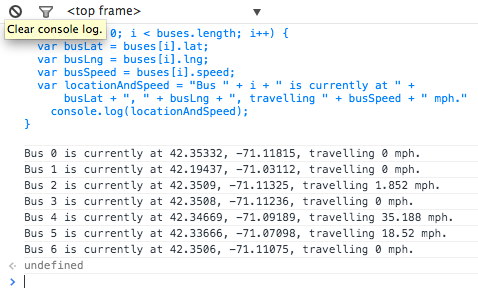 <top frame>
Clear console log.
0; i < buses.length; i++) {
var busLat = buses[i].lat;
var busLng = buses[i].lng;
var busSpeed = buses[i].speed;
var locationAndSpeed = "Bus " + i + " is currently at " +
busLat + ", " + busLng + ", travelling " + busSpeed + " mph."
console.log(locationAndSpeed);
}
Bus 0 is currently at 42.35332, -71.11815, travelling 0 mph.
Bus 1 is currently at 42.19437, -71.03112, travelling 0 mph.
Bus 2 is currently at 42.3509, -71.11325, travelling 1.852 mph.
Bus 3 is currently at 42.3508, -71.11236, travelling 0 mph.
Bus 4 is currently at 42.34669, -71.09189, travelling 35.188 mph.
Bus 5 is currently at 42.33666, -71.07098, travelling 18.52 mph.
Bus 6 is currently at 42.3506, -71.11075, travelling 0 mph.
undefined